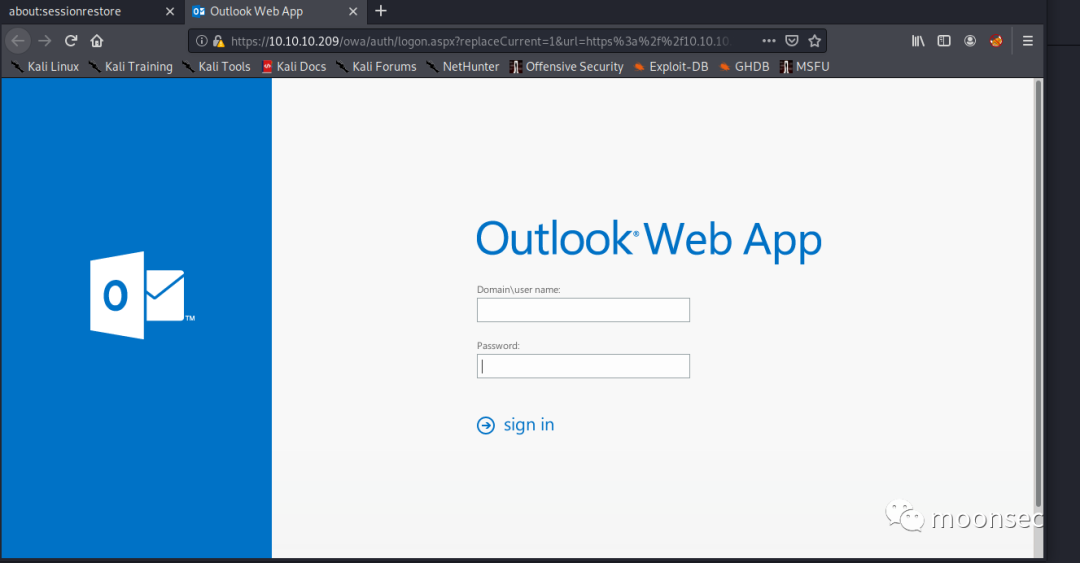 about:sessionrestore
Outlook Web App
https://10.10.10.209/owa/auth/logon.aspx?replaceCurrent=1&url=https%3a%2f%2f10.10.10
Kali Linux Kali Training Kali Tools Kali Docs Kali Forums NetHunter Offensive Security Exploit-DB GHDB MSFU
Outlook® Web App
Domain\user name:
Password:
O
TM
sign in
moonsec